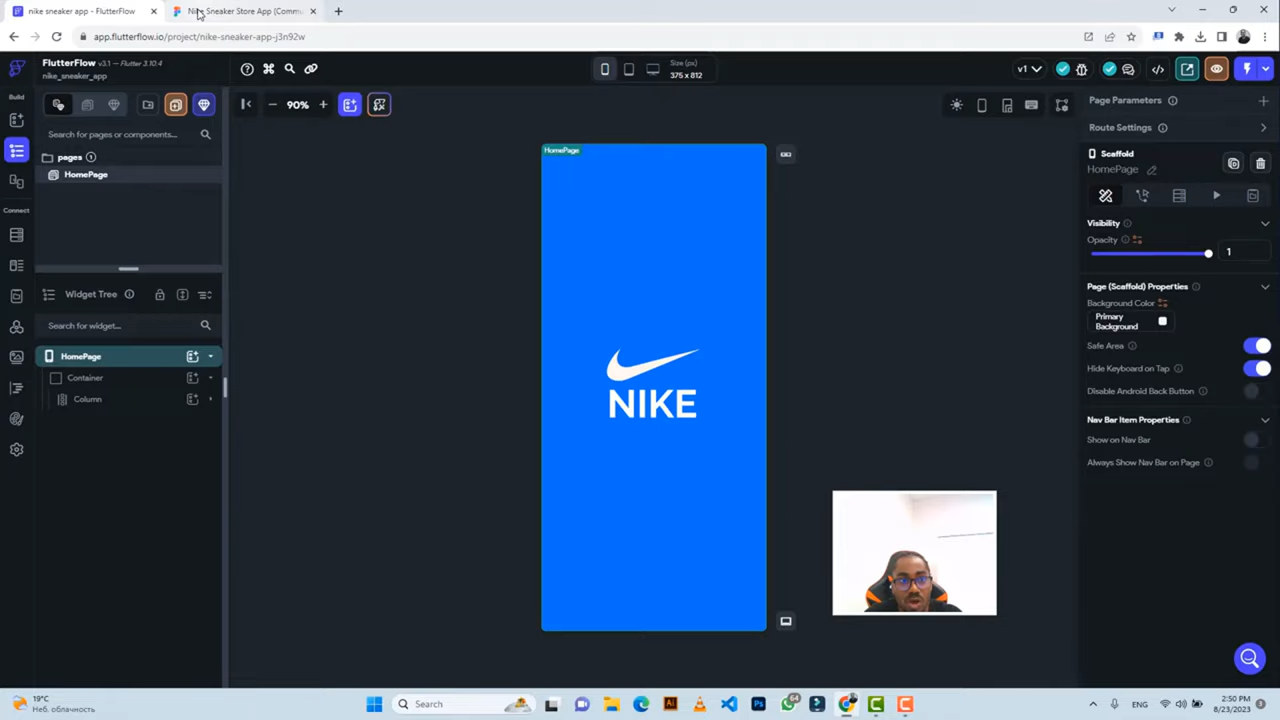 nike sneaker app - FlutterFlow
Nike Sneaker Store App (Commu
app.flutterflow.io/project/nike-sneaker-app-j3n92w
FlutterFlow v3.1 – Flutter 3.10.4
nike_sneaker_app
90%
Size (px)
375 x 812
v1
Build
Search for pages or components...
pages 1
HomePage
Connect
Widget Tree
Search for widget...
HomePage
Container
Column
HomePage
NIKE
Page Parameters
Route Settings
Scaffold
HomePage
Visibility
Opacity
1
Page (Scaffold) Properties
Background Color
Primary
Background
Safe Area
Hide Keyboard on Tap
Disable Android Back Button
Nav Bar Item Properties
Show on Nav Bar
Always Show Nav Bar on Page
19°C
Неб. облачность
Search
54
ENG
2:50 PM
8/23/2023